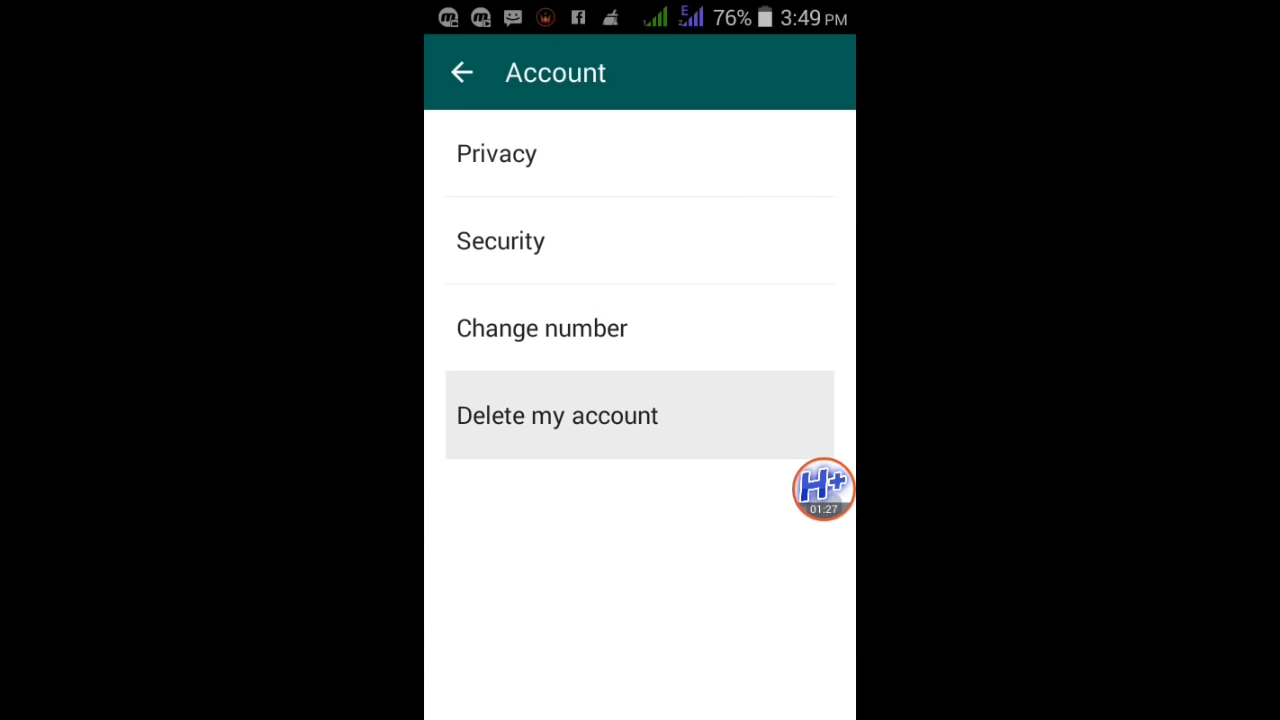 E 76% 3:49 PM
Account
Privacy
Security
Change number
Delete my account
H+
01:27